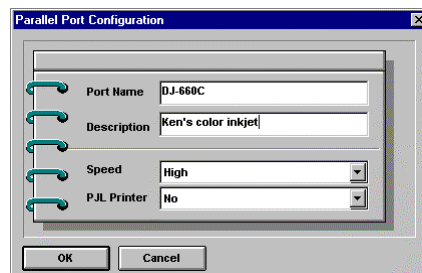 Parallel Port Configuration
Port Name DJ-660C
Description Ken's color inkjet
Speed High
PJL Printer No
OK Cancel